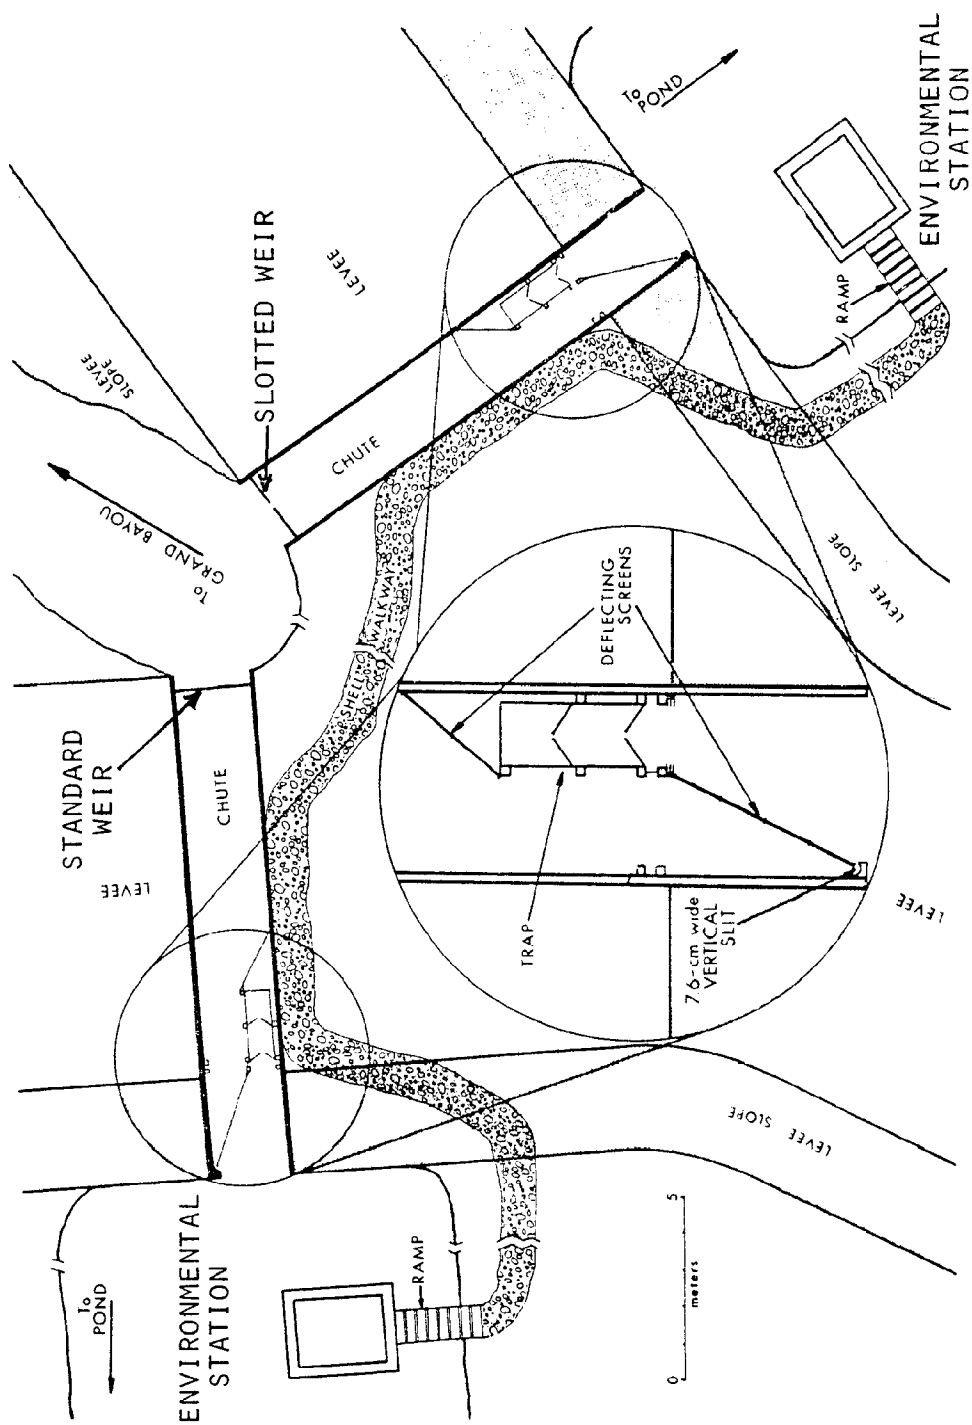 To
POND
ENVIRONMENTAL
STATION
RAMP
LEVEE
SLOTTED WEIR
LEVEE
SLOPE
CHUTE
To
GRAND BAYOU
SHELL WALKWAY
LEVEE
SLOPE
DEFLECTING
SCREENS
STANDARD
WEIR
CHUTE
LEVEE
TRAP
7.6-cm wide
VERTICAL
SLIT
LEVEE
LEVEE SLOPE
To
POND
ENVIRONMENTAL
STATION
RAMP
0 5
meters